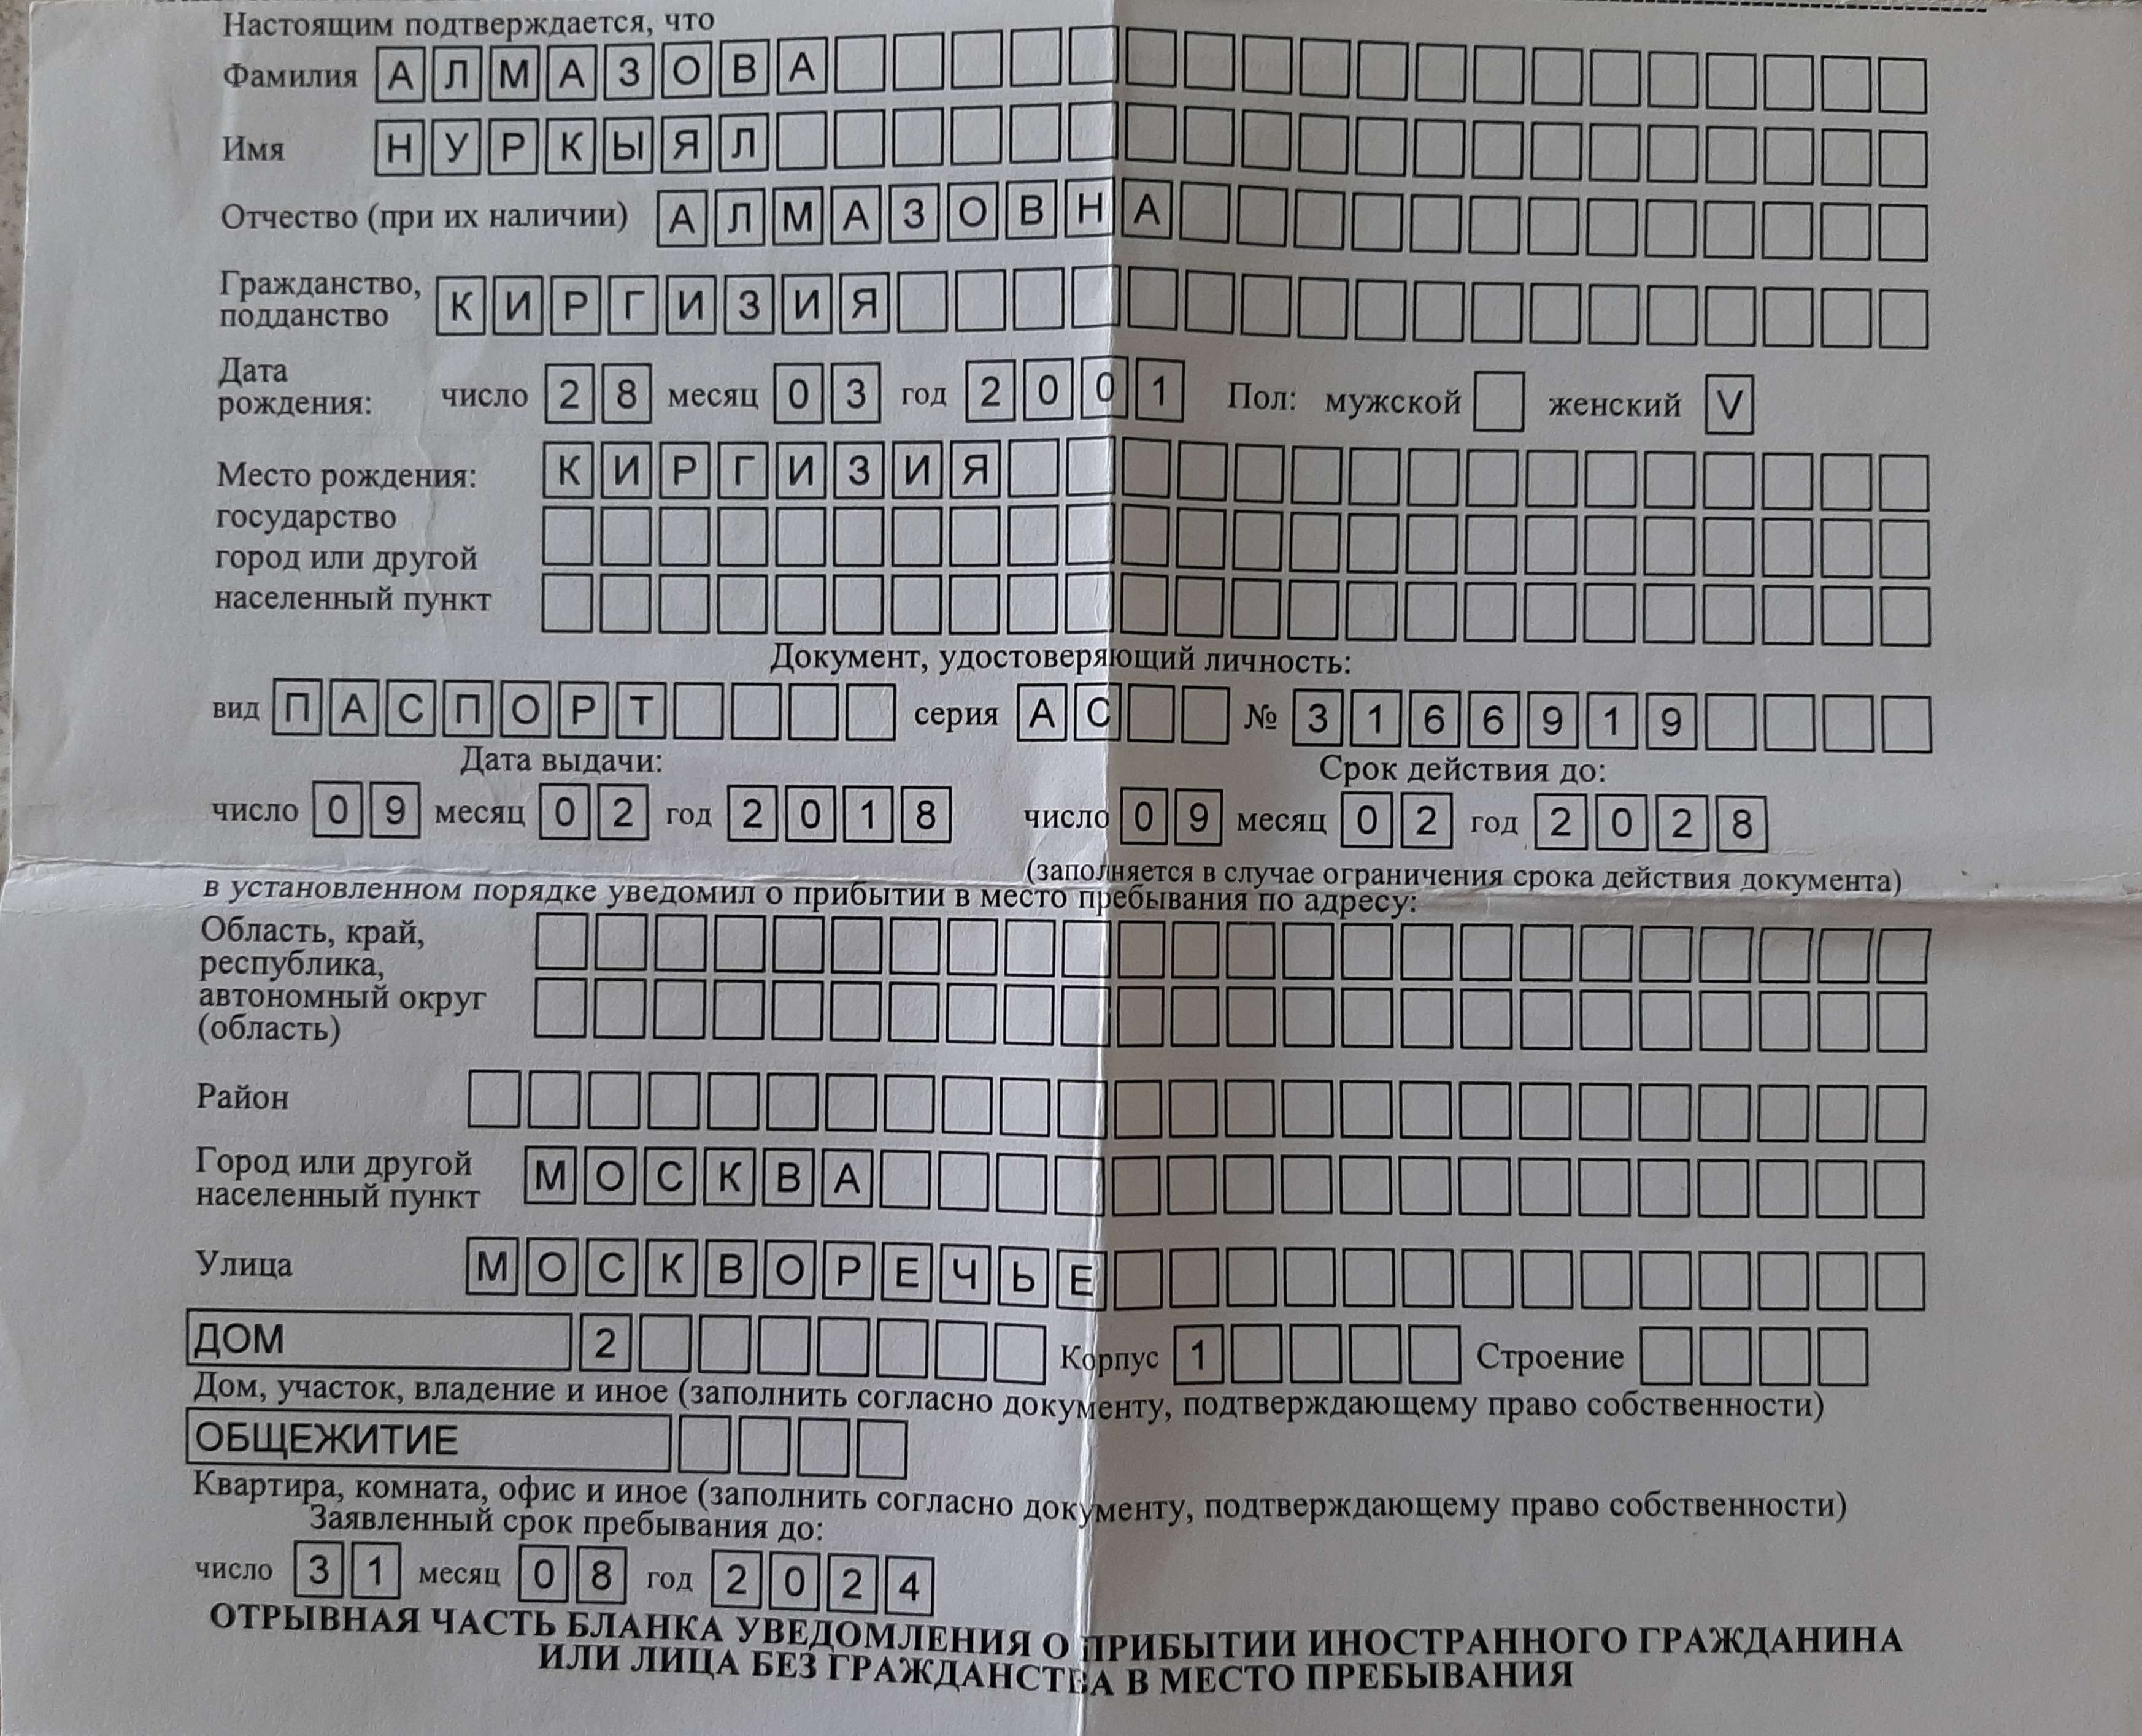 Настоящим подтверждается, что
Фамилия АЛМАЗОВА
Имя НУРКЫЯЛ
Отчество (при их наличии) АЛМАЗОВНА
Гражданство, подданство КИРГИЗИЯ
Дата рождения: число 28 месяц 03 год 2001 Пол: мужской женский V
Место рождения: КИРГИЗИЯ
государство
город или другой
населенный пункт
Документ, удостоверяющий личность:
вид ПАСПОРТ серия АС № 3166919
Дата выдачи: Срок действия до:
число 09 месяц 02 год 2018 число 09 месяц 02 год 2028
(заполняется в случае ограничения срока действия документа)
в установленном порядке уведомил о прибытии в место пребывания по адресу:
Область, край,
республика,
автономный округ
(область)
Район
Город или другой населенный пункт МОСКВА
Улица МОСКВОРЕЧЬЕ
ДОМ 2 Корпус 1 Строение
Дом, участок, владение и иное (заполнить согласно документу, подтверждающему право собственности)
ОБЩЕЖИТИЕ
Квартира, комната, офис и иное (заполнить согласно документу, подтверждающему право собственности)
Заявленный срок пребывания до:
число 31 месяц 08 год 2024
ОТРЫВНАЯ ЧАСТЬ БЛАНКА УВЕДОМЛЕНИЯ О ПРИБЫТИИ ИНОСТРАННОГО ГРАЖДАНИНА
ИЛИ ЛИЦА БЕЗ ГРАЖДАНСТВА В МЕСТО ПРЕБЫВАНИЯ